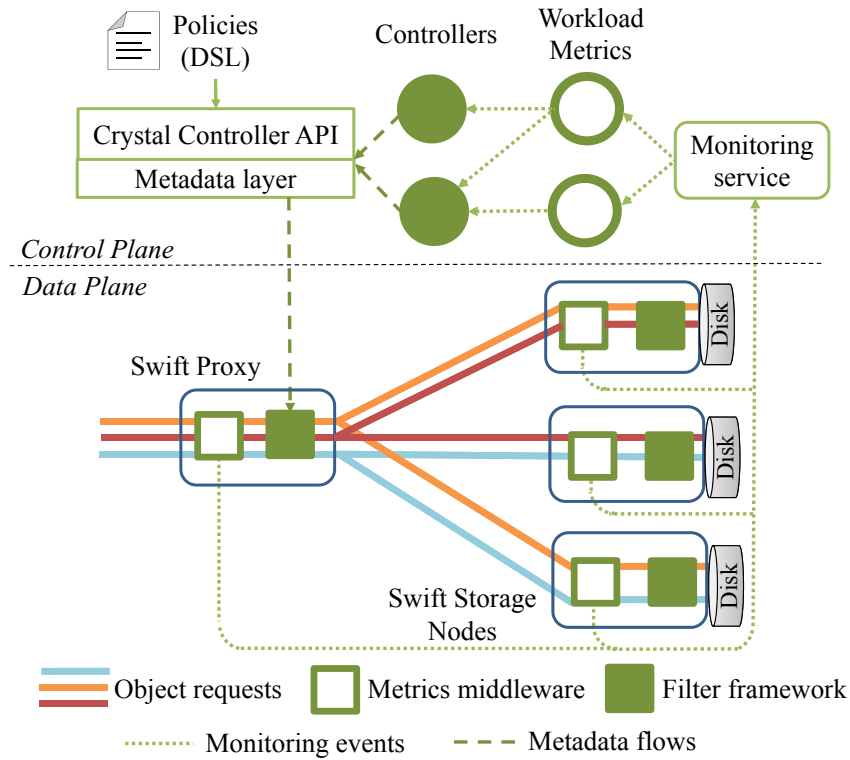 Policies
(DSL)
Controllers
Workload
Metrics
Crystal Controller API
Metadata layer
Monitoring
service
Control Plane
Data Plane
Swift Proxy
Disk
Disk
Disk
Swift Storage
Nodes
Object requests
Metrics middleware
Filter framework
Monitoring events
Metadata flows